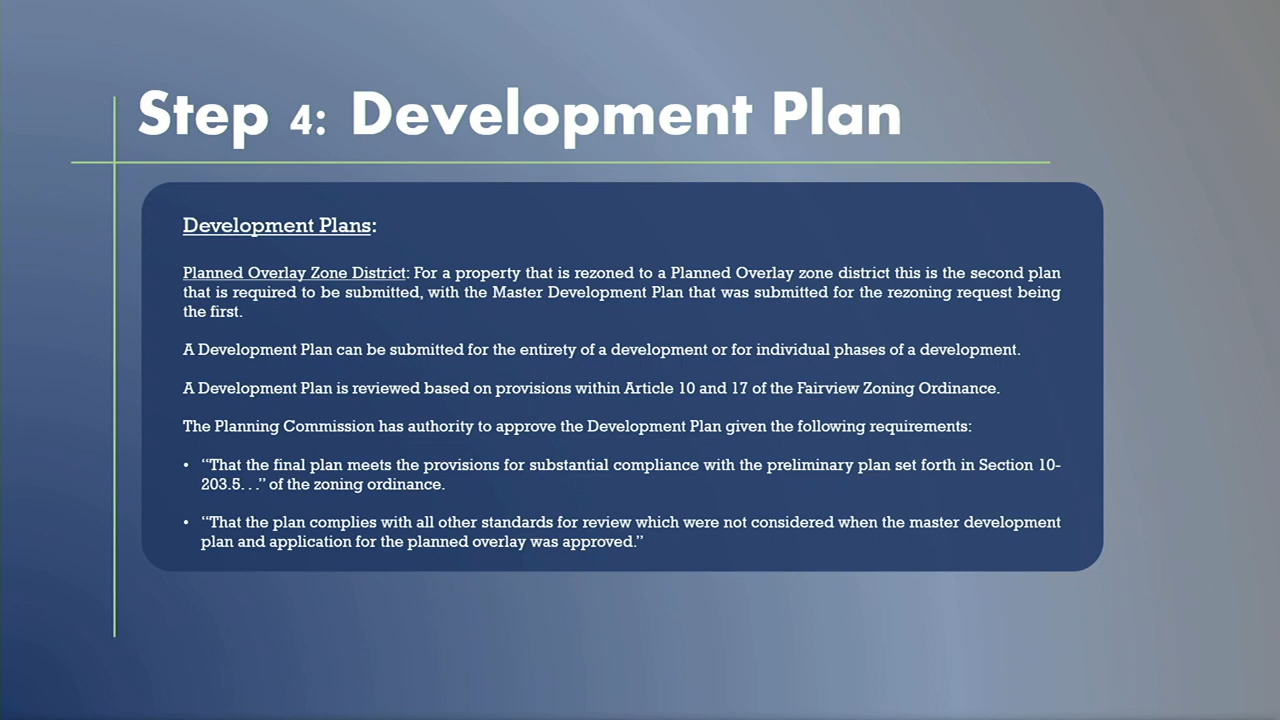 Step 4: Development Plan
Development Plans:
Planned Overlay Zone District: For a property that is rezoned to a Planned Overlay zone district this is the second plan
that is required to be submitted, with the Master Development Plan that was submitted for the rezoning request being
the first.
A Development Plan can be submitted for the entirety of a development or for individual phases of a development.
A Development Plan is reviewed based on provisions within Article 10 and 17 of the Fairview Zoning Ordinance.
The Planning Commission has authority to approve the Development Plan given the following requirements:
• “That the final plan meets the provisions for substantial compliance with the preliminary plan set forth in Section 10-
203.5. . .” of the zoning ordinance.
• “That the plan complies with all other standards for review which were not considered when the master development
plan and application for the planned overlay was approved.”